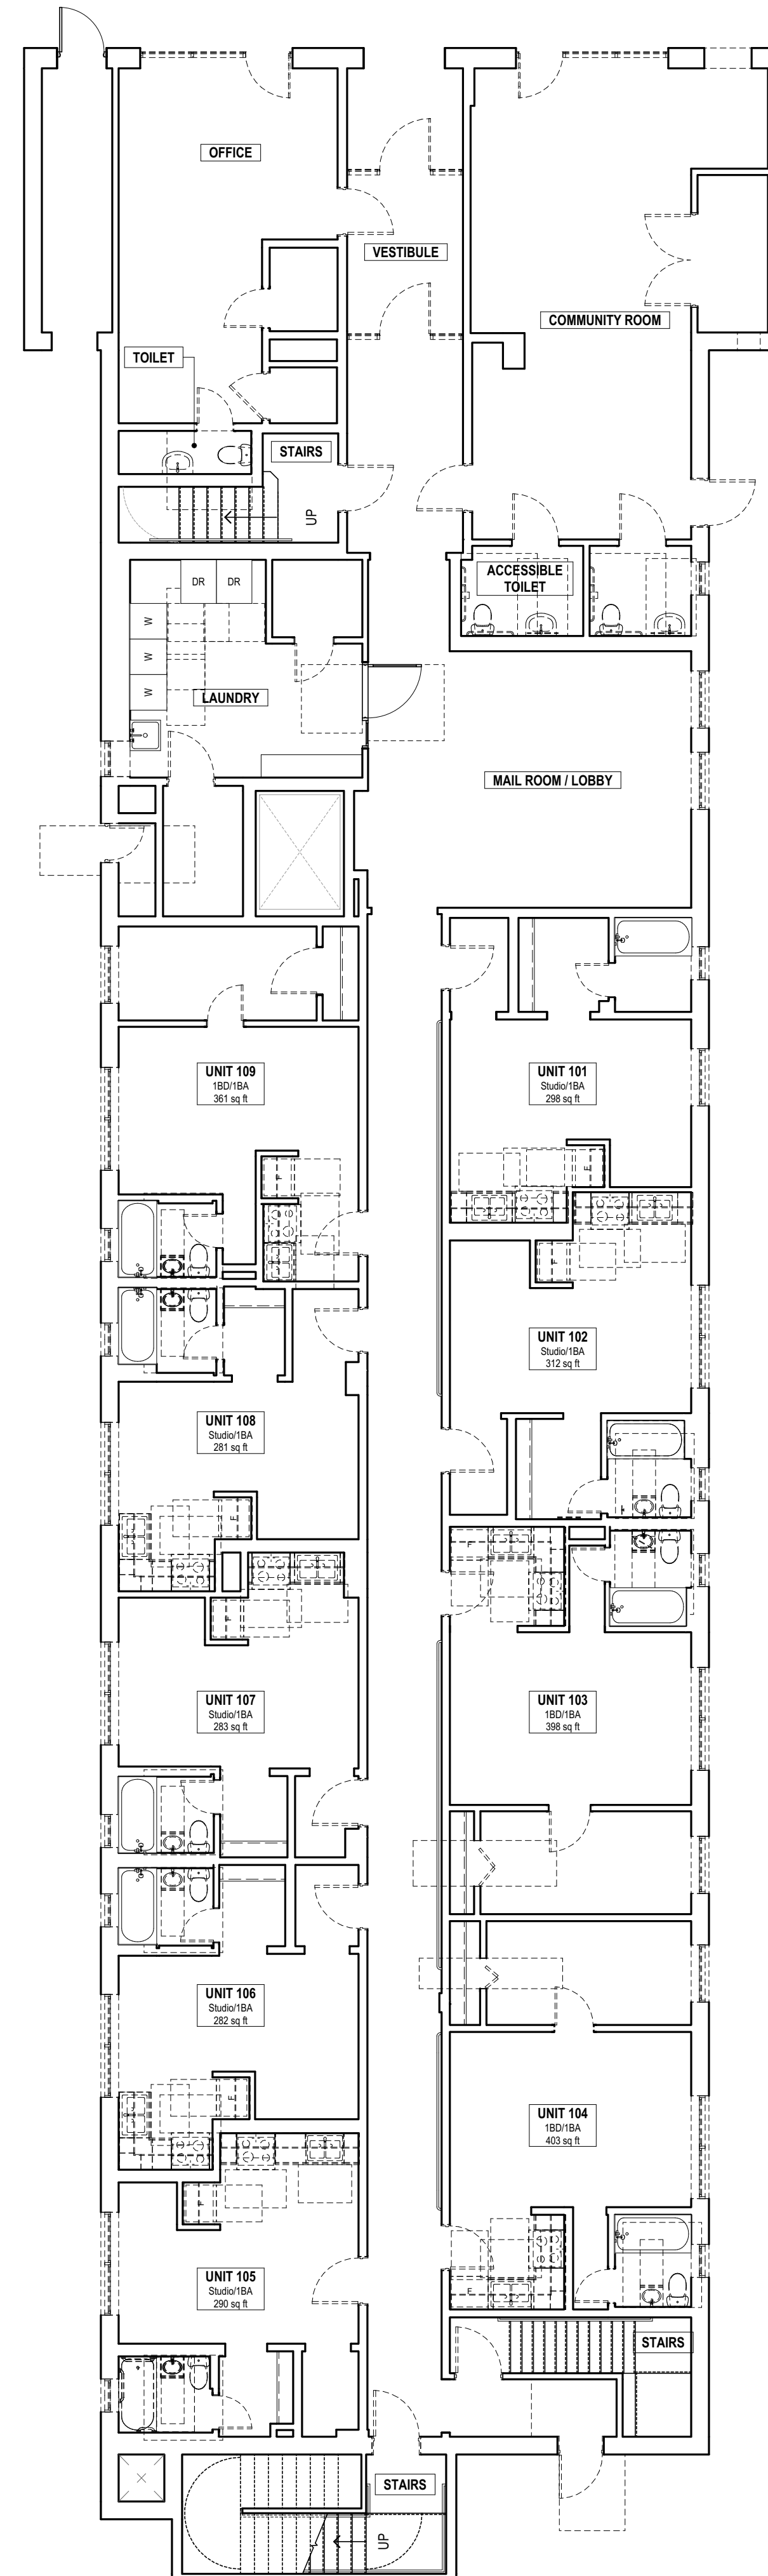 OFFICE
VESTIBULE
COMMUNITY ROOM
TOILET
STAIRS
UP
ACCESSIBLE
TOILET
DR
DR
W
W
W
LAUNDRY
MAIL ROOM / LOBBY
UNIT 109
1BD/1BA
361 sq ft
UNIT 101
Studio/1BA
298 sq ft
F
F
F
UNIT 102
Studio/1BA
312 sq ft
UNIT 108
Studio/1BA
281 sq ft
F
F
F
UNIT 107
Studio/1BA
283 sq ft
UNIT 103
1BD/1BA
398 sq ft
UNIT 106
Studio/1BA
282 sq ft
F
UNIT 104
1BD/1BA
403 sq ft
F
UNIT 105
Studio/1BA
290 sq ft
F
STAIRS
STAIRS
UP